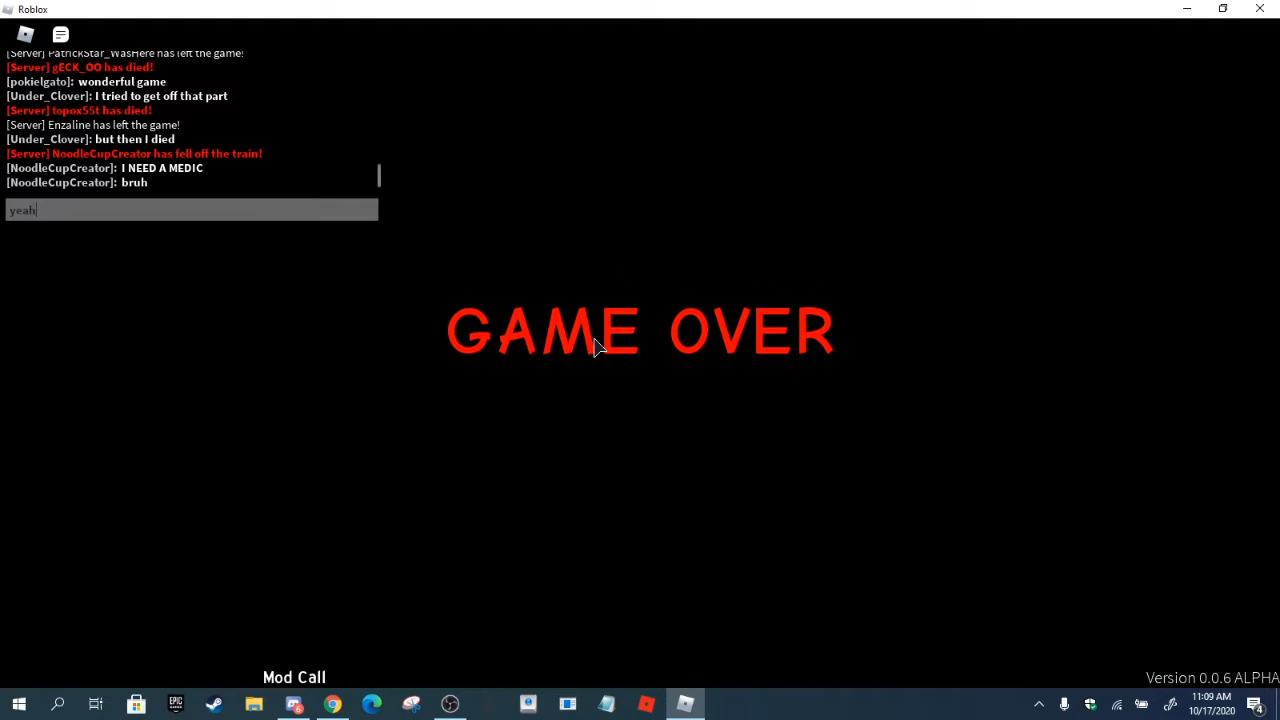 Roblox
[Server] PatrickStar_WasHere has left the game!
[Server] gECK_OO has died!
[pokielgato]: wonderful game
[Under_Clover]: I tried to get off that part
[Server] topox55t has died!
[Server] Enzaline has left the game!
[Under_Clover]: but then I died
[Server] NoodleCupCreator has fell off the train!
[NoodleCupCreator]: I NEED A MEDIC
[NoodleCupCreator]: bruh
yeah
GAME OVER
Mod Call
Version 0.0.6 ALPHA
EPIC GAMES
11:09 AM
10/17/2020
4